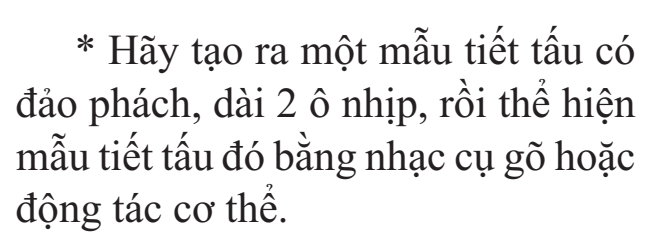 * Hãy tạo ra một mẫu tiết tấu có
đảo phách, dài 2 ô nhịp, rồi thể hiện
mẫu tiết tấu đó bằng nhạc cụ gõ hoặc
động tác cơ thể.